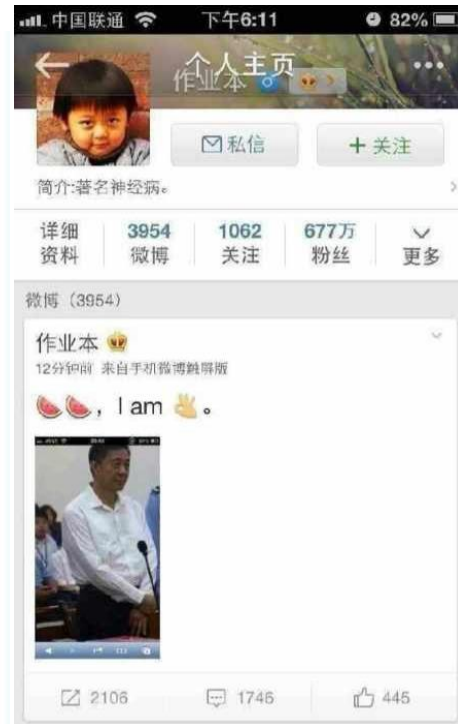 中国联通 下午6:11 82%
个人主页
作业本
私信 + 关注
简介:著名神经病。
详细资料
3954 微博
1062 关注
677万 粉丝
更多
微博 (3954)
作业本
12分钟前 来自手机微博触屏版
🍉🍉, I am 👌。
2106 1746 445